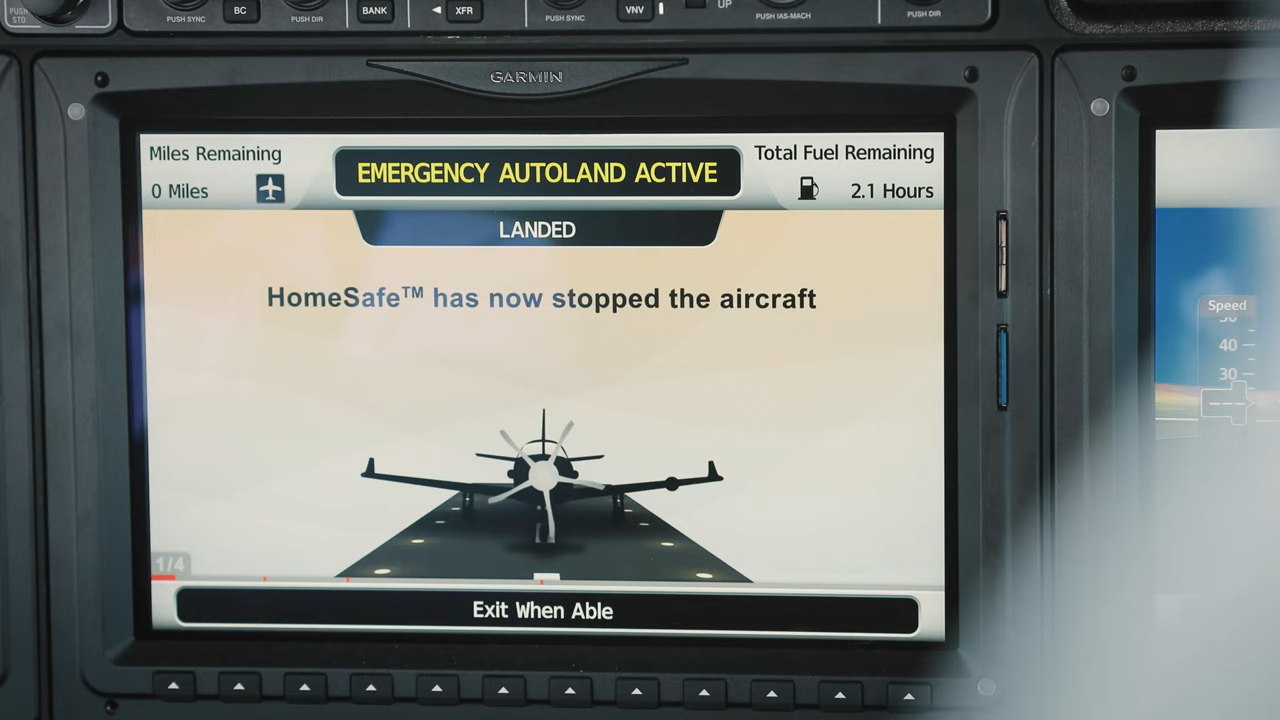 PUSH
STD
PUSH SYNC
BC
PUSH DIR
BANK
XFR
PUSH SYNC
VNV
UP
PUSH IAS-MACH
PUSH DIR
GARMIN
Miles Remaining
0 Miles
EMERGENCY AUTOLAND ACTIVE
Total Fuel Remaining
2.1 Hours
LANDED
HomeSafe™ has now stopped the aircraft
Speed
40
30
1/4
Exit When Able